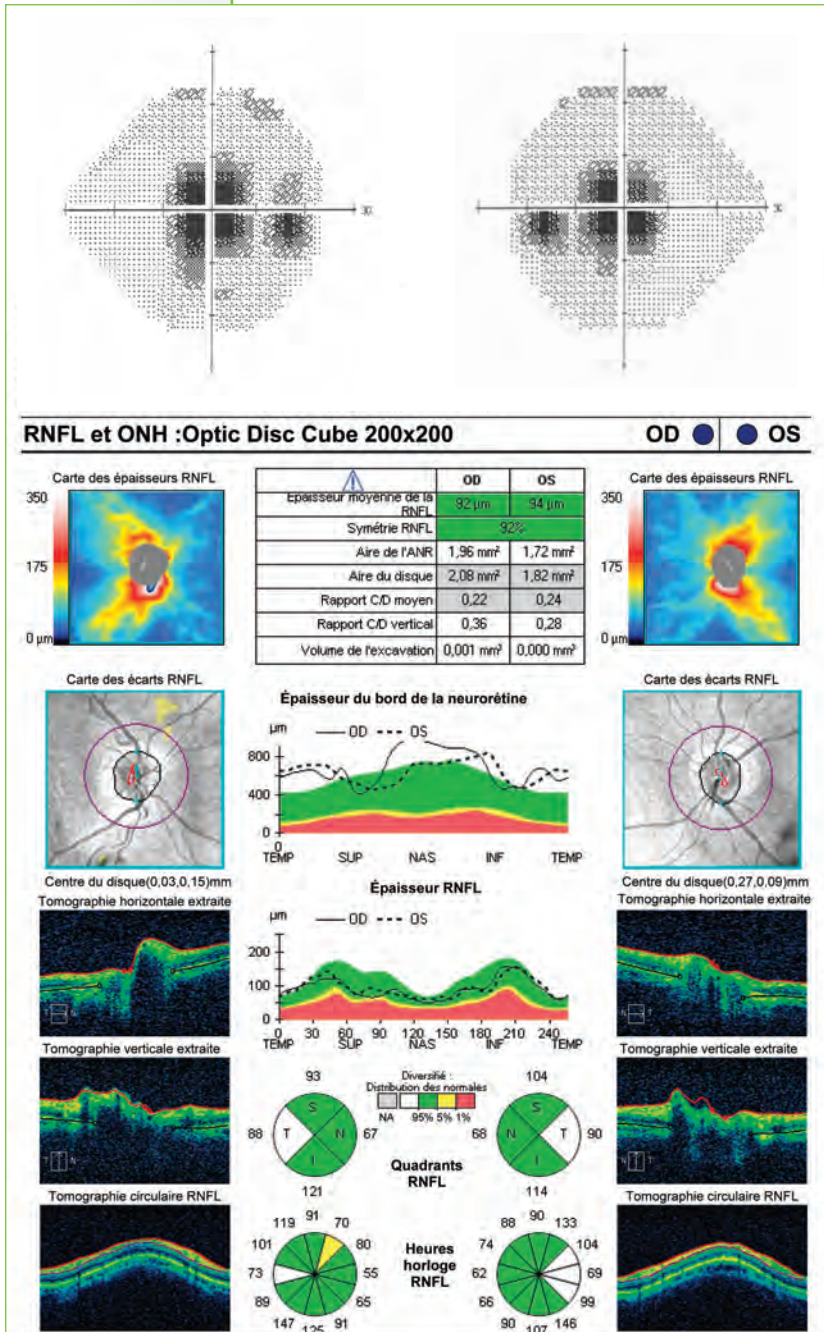 RNFL et ONH :Optic Disc Cube 200x200 OD OS
Carte des épaisseurs RNFL
350
175
0 µm
OD OS
Epaisseur moyenne de la RNFL 92 µm 94 µm
Symétrie RNFL 92%
Aire de l'ANR 1,96 mm² 1,72 mm²
Aire du disque 2,08 mm² 1,82 mm²
Rapport C/D moyen 0,22 0,24
Rapport C/D vertical 0,36 0,28
Volume de l'excavation 0,001 mm³ 0,000 mm³
Carte des épaisseurs RNFL
350
175
0 µm
Carte des écarts RNFL
Centre du disque(0,03,0,15)mm
Épaisseur du bord de la neurorétine
µm OD OS
800
400
0
0
TEMP SUP NAS INF TEMP
Carte des écarts RNFL
Centre du disque(0,27,0,09)mm
Tomographie horizontale extraite
T N
Épaisseur RNFL
µm OD OS
200
100
0
0 30 60 90 120 150 180 210 240
TEMP SUP NAS INF TEMP
Tomographie horizontale extraite
N T
Tomographie verticale extraite
T N
Diversifié :
Distribution des normales
NA 95% 5% 1%
93
S
88 T N 67
I
121
Quadrants
RNFL
104
S
68 N T 90
I
114
Tomographie verticale extraite
N T
Tomographie circulaire RNFL
91
119 70
101 80
73 55
89 65
147 91
125
Heures
horloge
RNFL
90
88 133
74 104
62 69
66 99
90 146
107
Tomographie circulaire RNFL